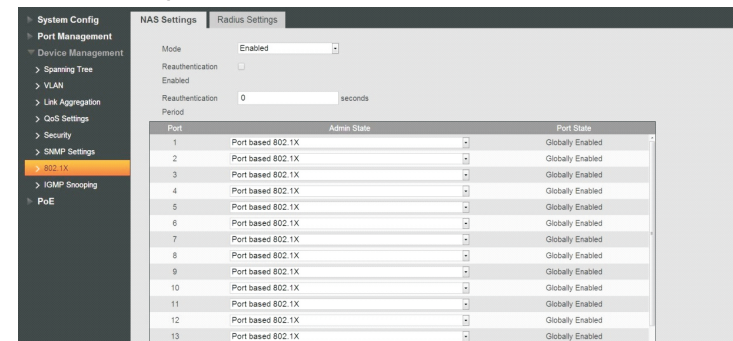 System Config
Port Management
Device Management
Spanning Tree
VLAN
Link Aggregation
QoS Settings
Security
SNMP Settings
802.1X
IGMP Snooping
PoE
NAS Settings Radius Settings
Mode Enabled
Reauthentication
Enabled
Reauthentication 0 seconds
Period
Port Admin State Port State
1 Port based 802.1X Globally Enabled
2 Port based 802.1X Globally Enabled
3 Port based 802.1X Globally Enabled
4 Port based 802.1X Globally Enabled
5 Port based 802.1X Globally Enabled
6 Port based 802.1X Globally Enabled
7 Port based 802.1X Globally Enabled
8 Port based 802.1X Globally Enabled
9 Port based 802.1X Globally Enabled
10 Port based 802.1X Globally Enabled
11 Port based 802.1X Globally Enabled
12 Port based 802.1X Globally Enabled
13 Port based 802.1X Globally Enabled